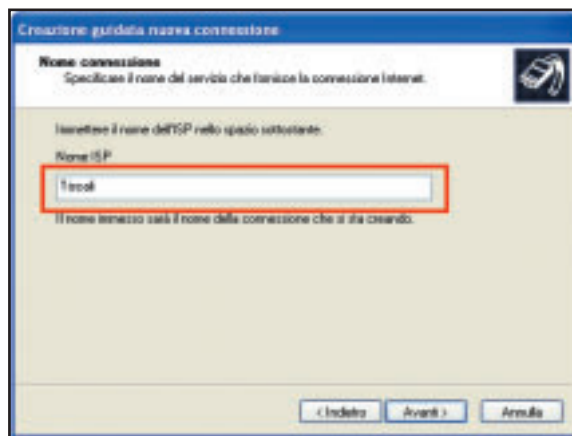 Creazione guidata nuova connessione
Nome connessione
Specificare il nome del servizio che fornisce la connessione Internet.
Immettere il nome dell'ISP nello spazio sottostante.
Nome ISP
Tiscali
Il nome immesso sarà il nome della connessione che si sta creando.
< Indietro
Avanti >
Annulla